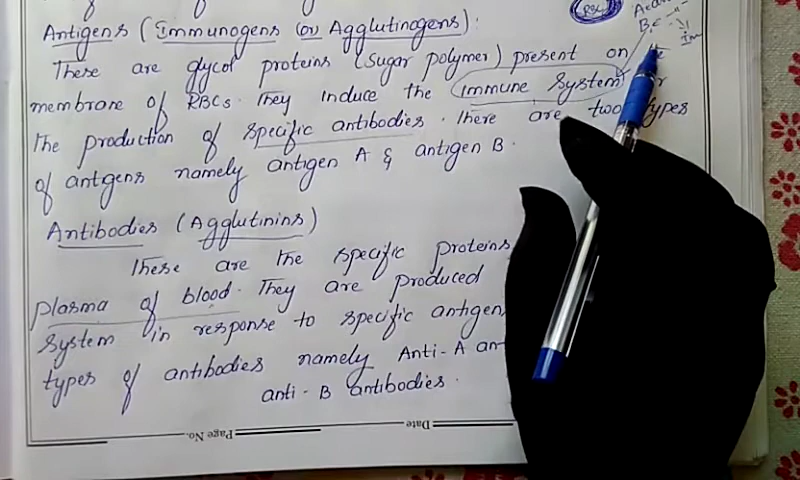 RBC
Antigens (Immunogens (or) Agglutinogens):
These are glycol proteins (Sugar polymer) present on
membrane of RBCs. They Induce the Immune System
the production of specific antibodies. There are two types
of antgens namely antigen A & antigen B.
Antibodies (Agglutinins)
These are the specific proteins
plasma of blood. They are produced
System in response to specific antigen
types of antibodies namely Anti-A an
anti-B antibodies.
Date
Page No.